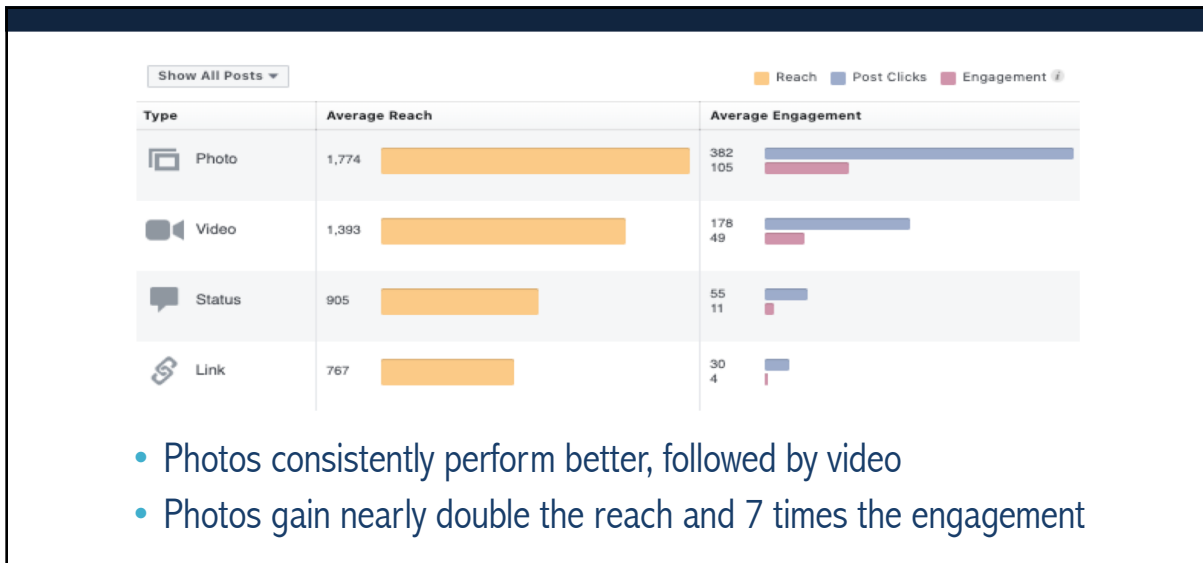 Show All Posts
Reach Post Clicks Engagement i
Type Average Reach Average Engagement
Photo 1,774 382
105
Video 1,393 178
49
Status 905 55
11
Link 767 30
4
• Photos consistently perform better, followed by video
• Photos gain nearly double the reach and 7 times the engagement